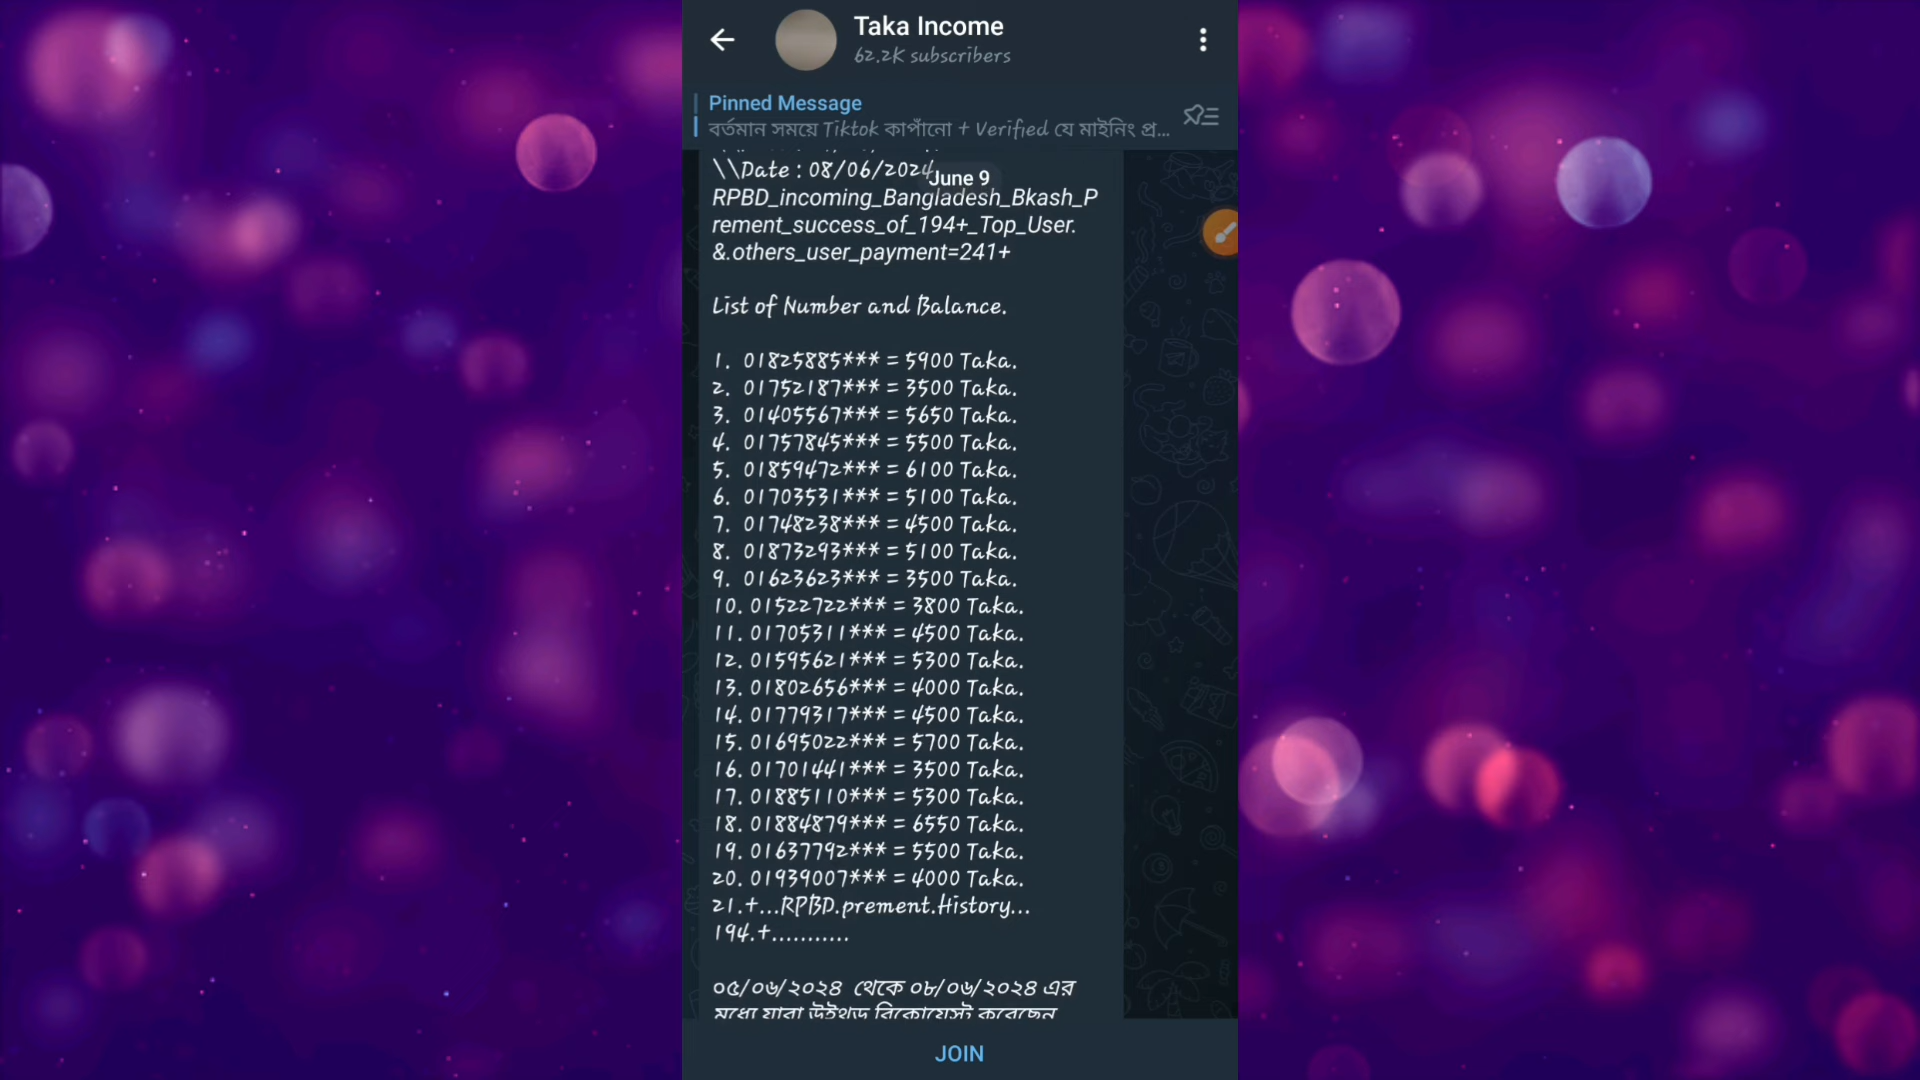 Taka Income
62.2K subscribers
Pinned Message
বর্তমান সময়ে Tiktok কাপাঁনো + Verified যে মাইনিং প্র...
\\Date : 08/06/2024
June 9
RPBD_incoming_Bangladesh_Bkash_P
rement_success_of_194+_Top_User.
&.others_user_payment=241+
List of Number and Balance.
1. 01825885*** = 5900 Taka.
2. 01752187*** = 3500 Taka.
3. 01405567*** = 5650 Taka.
4. 01757845*** = 5500 Taka.
5. 01859472*** = 6100 Taka.
6. 01703531*** = 5100 Taka.
7. 01748238*** = 4500 Taka.
8. 01873293*** = 5100 Taka.
9. 01623623*** = 3500 Taka.
10. 01522722*** = 3800 Taka.
11. 01705311*** = 4500 Taka.
12. 01595621*** = 5300 Taka.
13. 01802656*** = 4000 Taka.
14. 01779317*** = 4500 Taka.
15. 01695022*** = 5700 Taka.
16. 01701441*** = 3500 Taka.
17. 01885110*** = 5300 Taka.
18. 01884879*** = 6550 Taka.
19. 01637792*** = 5500 Taka.
20. 01939007*** = 4000 Taka.
21.+...RPBD.prement.History...
194.+...........
০৫/০৬/২০২৪ থেকে ০৮/০৬/২০২৪ এর
মধ্যে যারা উইথড্র রিকোয়েস্ট করেছেন
JOIN